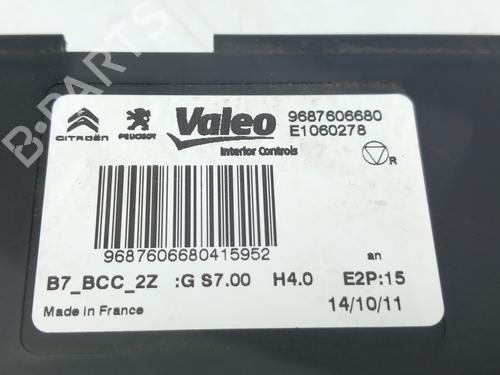 B-PARTS
CITROËN PEUGEOT Valeo 9687606680
E1060278
Interior Controls
R
9687606680415952
an
B7_BCC_2Z :G S7.00 H4.0 E2P:15
Made in France 14/10/11